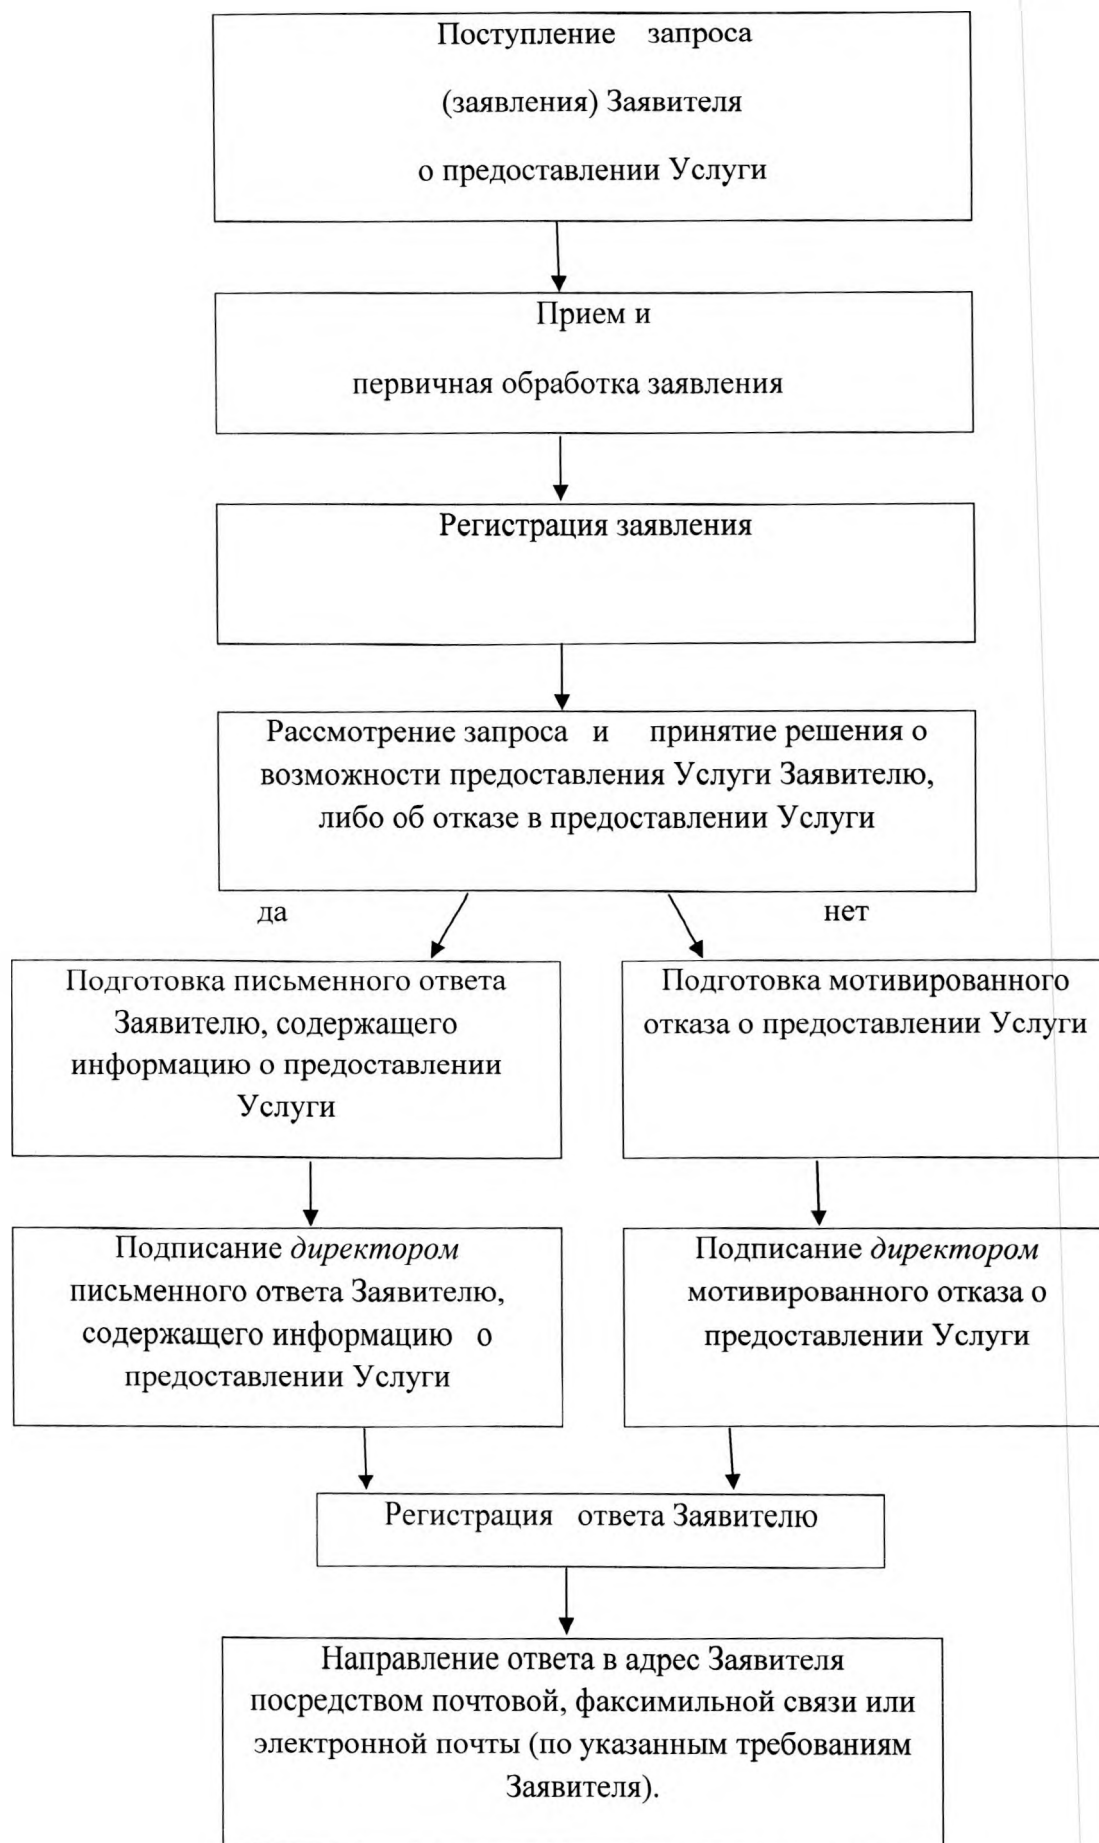 Поступление запроса
(заявления) Заявителя
о предоставлении Услуги
Прием и
первичная обработка заявления
Регистрация заявления
Рассмотрение запроса и принятие решения о
возможности предоставления Услуги Заявителю,
либо об отказе в предоставлении Услуги
да
нет
Подготовка письменного ответа
Заявителю, содержащего
информацию о предоставлении
Услуги
Подготовка мотивированного
отказа о предоставлении Услуги
Подписание директором
письменного ответа Заявителю,
содержащего информацию о
предоставлении Услуги
Подписание директором
мотивированного отказа о
предоставлении Услуги
Регистрация ответа Заявителю
Направление ответа в адрес Заявителя
посредством почтовой, факсимильной связи или
электронной почты (по указанным требованиям
Заявителя).